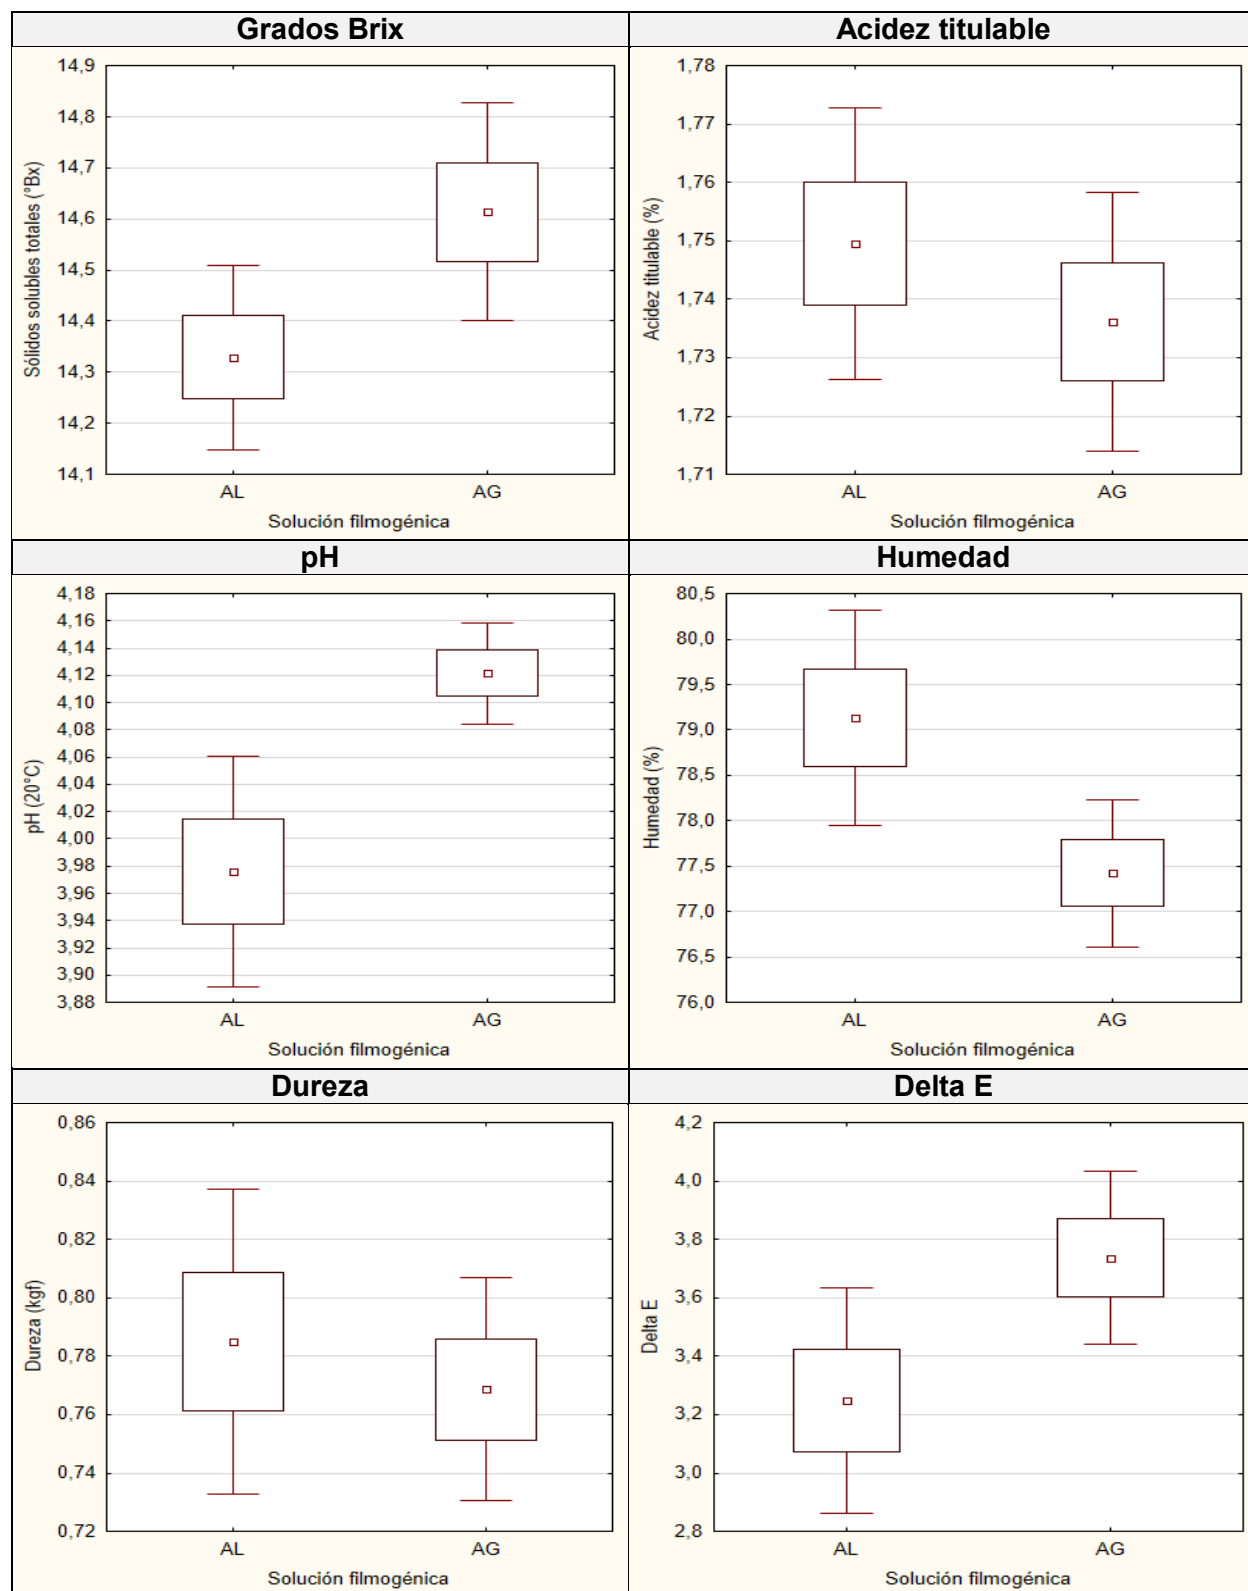 Grados Brix
Sólidos solubles totales (°Bx)
14,9
14,8
14,7
14,6
14,5
14,4
14,3
14,2
14,1
AL AG
Solución filmogénica
Acidez titulable
Acidez titulable (%)
1,78
1,77
1,76
1,75
1,74
1,73
1,72
1,71
AL AG
Solución filmogénica
pH
pH (20°C)
4,18
4,16
4,14
4,12
4,10
4,08
4,06
4,04
4,02
4,00
3,98
3,96
3,94
3,92
3,90
3,88
AL AG
Solución filmogénica
Humedad
Humedad (%)
80,5
80,0
79,5
79,0
78,5
78,0
77,5
77,0
76,5
76,0
AL AG
Solución filmogénica
Dureza
Dureza (kgf)
0,86
0,84
0,82
0,80
0,78
0,76
0,74
0,72
AL AG
Solución filmogénica
Delta E
Delta E
4,2
4,0
3,8
3,6
3,4
3,2
3,0
2,8
AL AG
Solución filmogénica